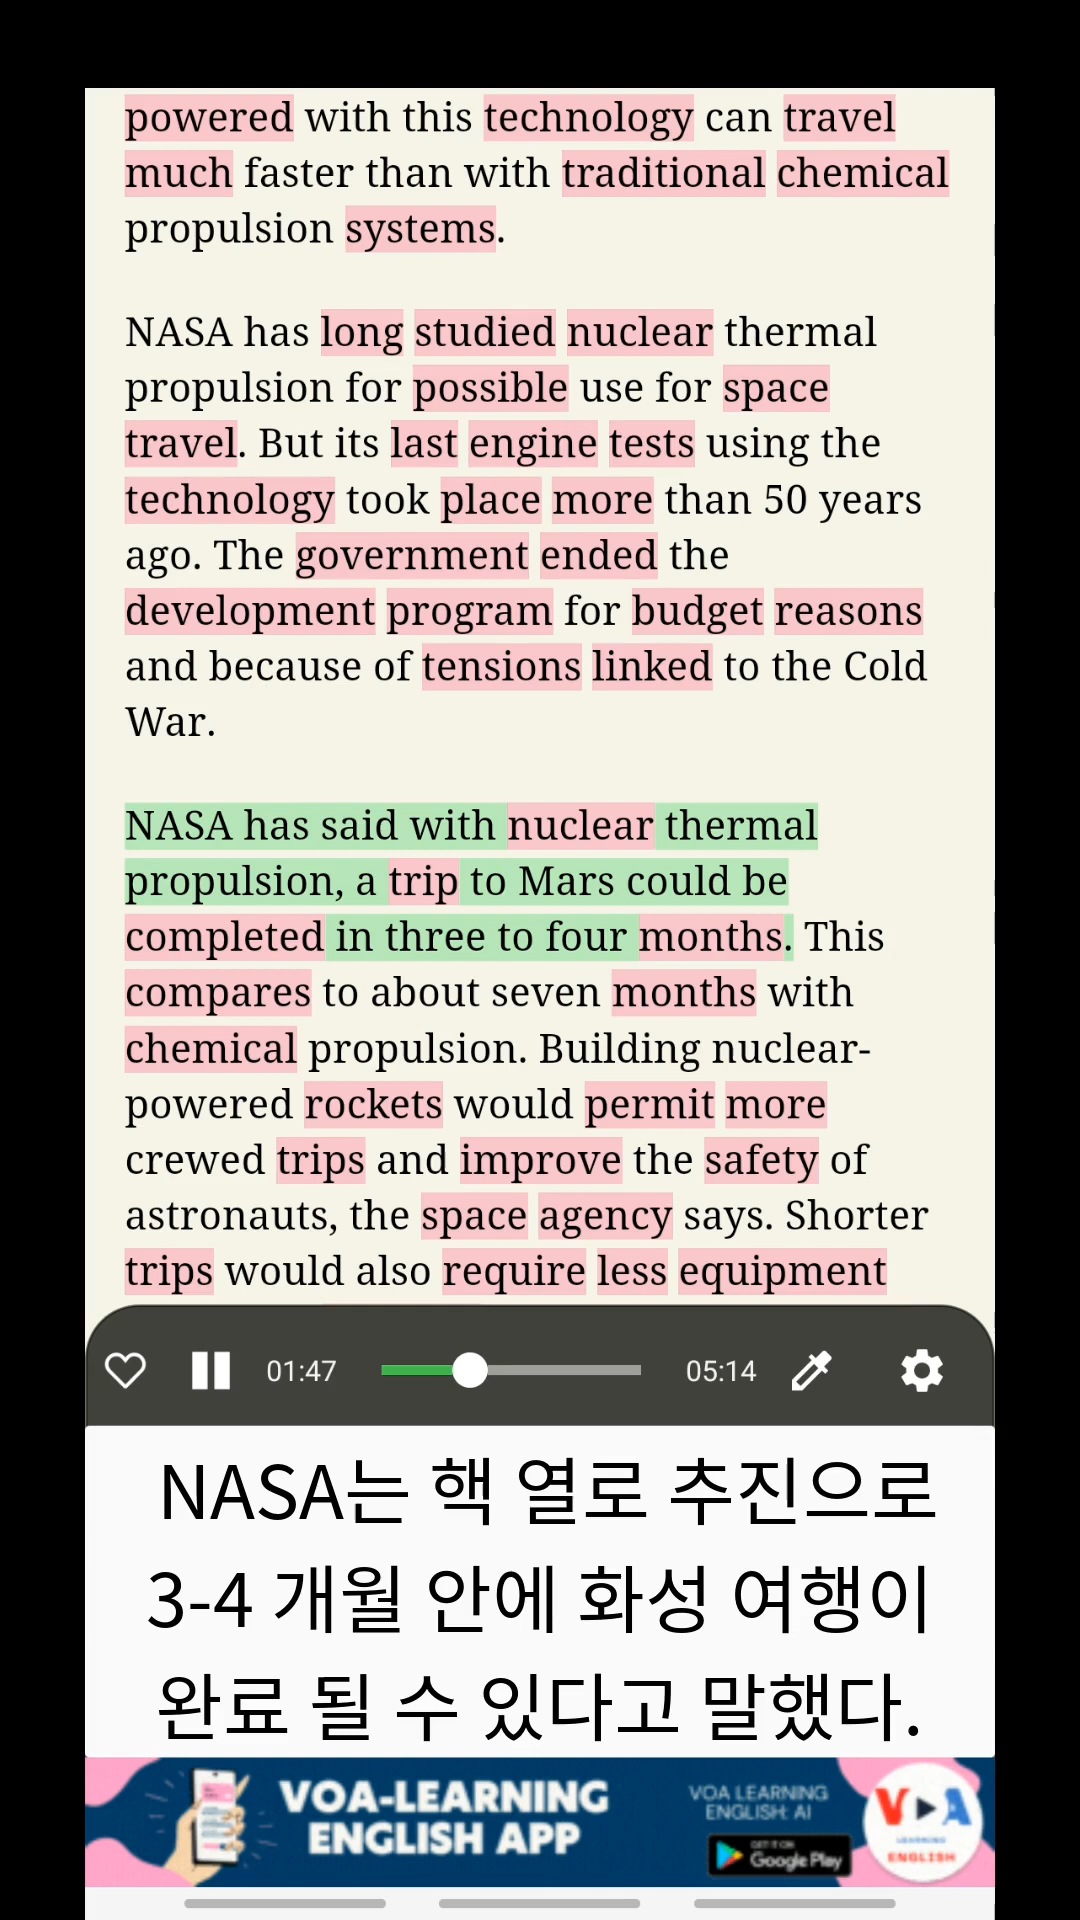 powered with this technology can travel
much faster than with traditional chemical
propulsion systems.
NASA has long studied nuclear thermal
propulsion for possible use for space
travel. But its last engine tests using the
technology took place more than 50 years
ago. The government ended the
development program for budget reasons
and because of tensions linked to the Cold
War.
NASA has said with nuclear thermal
propulsion, a trip to Mars could be
completed in three to four months. This
compares to about seven months with
chemical propulsion. Building nuclear-
powered rockets would permit more
crewed trips and improve the safety of
astronauts, the space agency says. Shorter
trips would also require less equipment
01:47
05:14
NASA는 핵 열로 추진으로
3-4 개월 안에 화성 여행이
완료 될 수 있다고 말했다.
VOA-LEARNING
ENGLISH APP
VOA LEARNING
ENGLISH: AI
GET IT ON
Google Play
VOA
LEARNING
ENGLISH